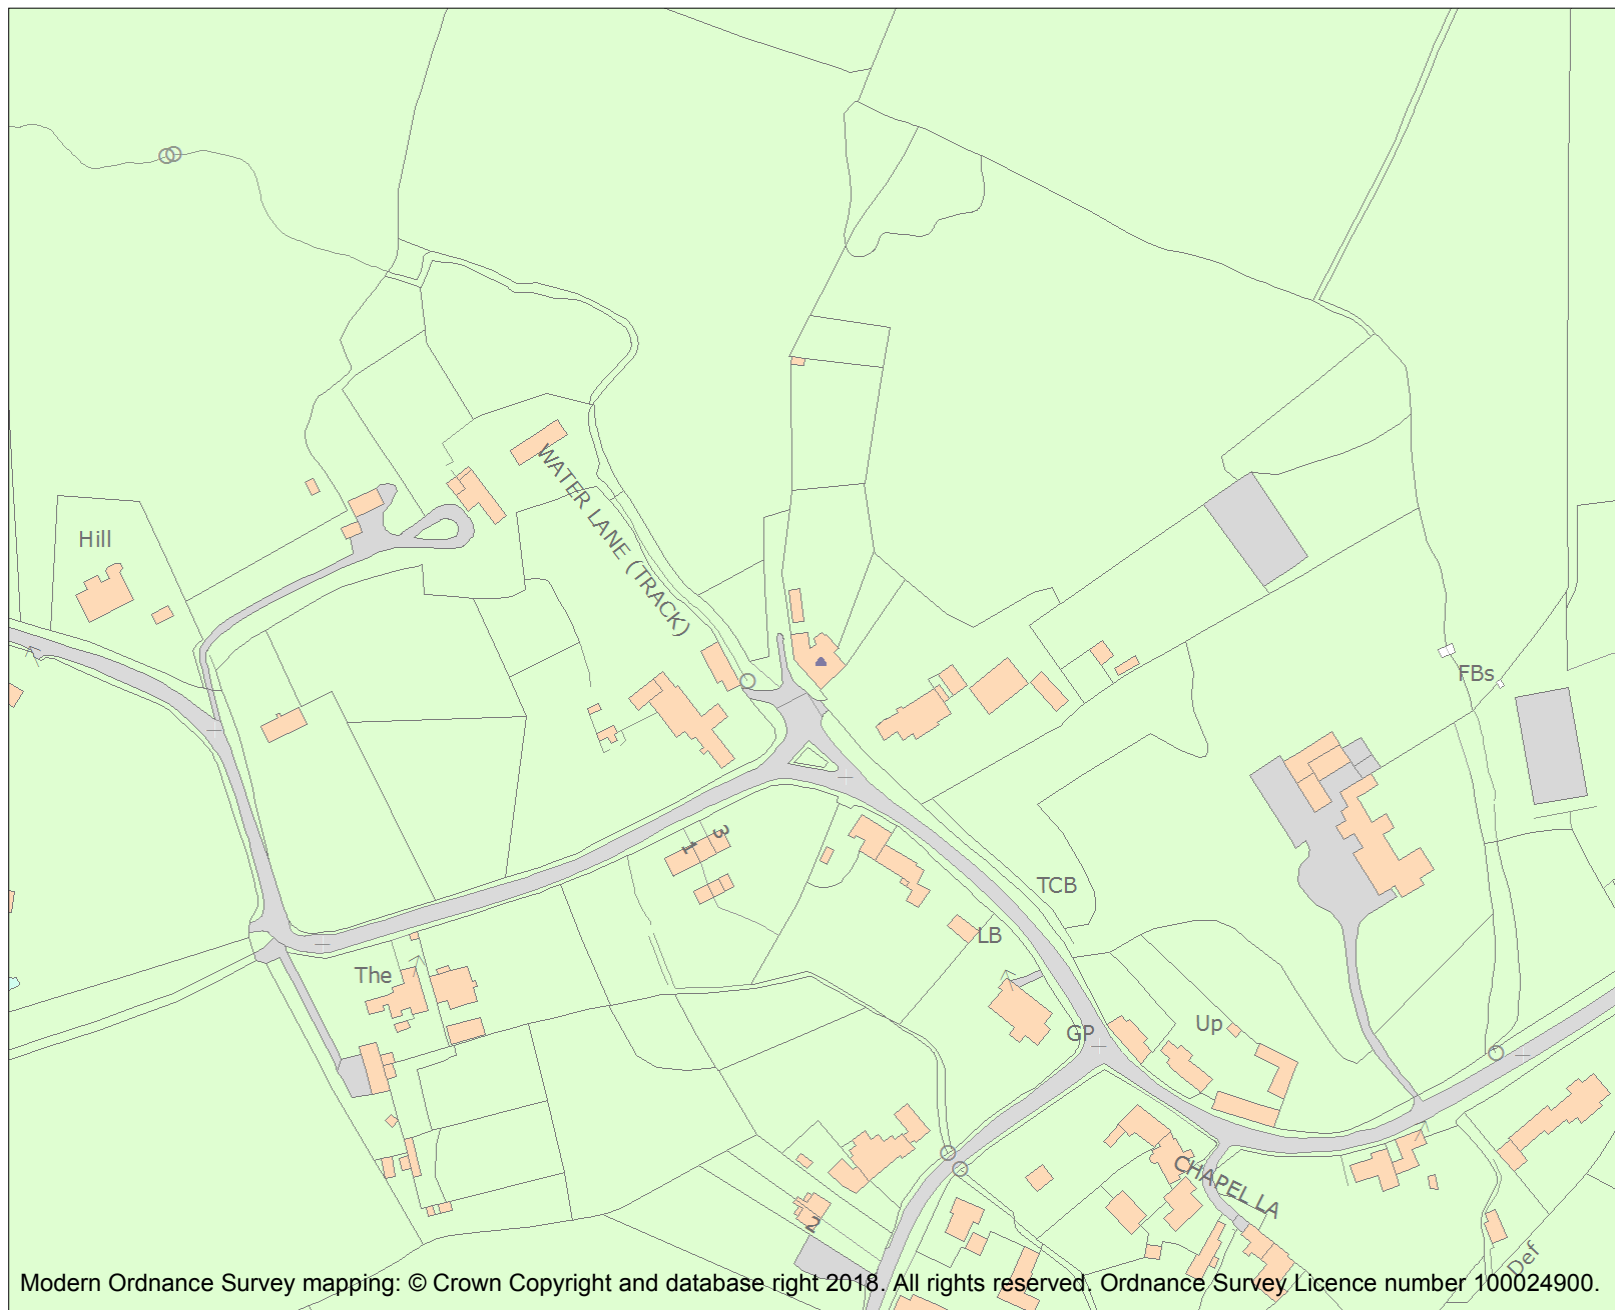 WATER LANE (TRACK)
Hill
FBs
3
1
TCB
LB
The
Up
GP
CHAPEL LA
2
Def
Modern Ordnance Survey mapping: © Crown Copyright and database right 2018. All rights reserved. Ordnance Survey Licence number 100024900.